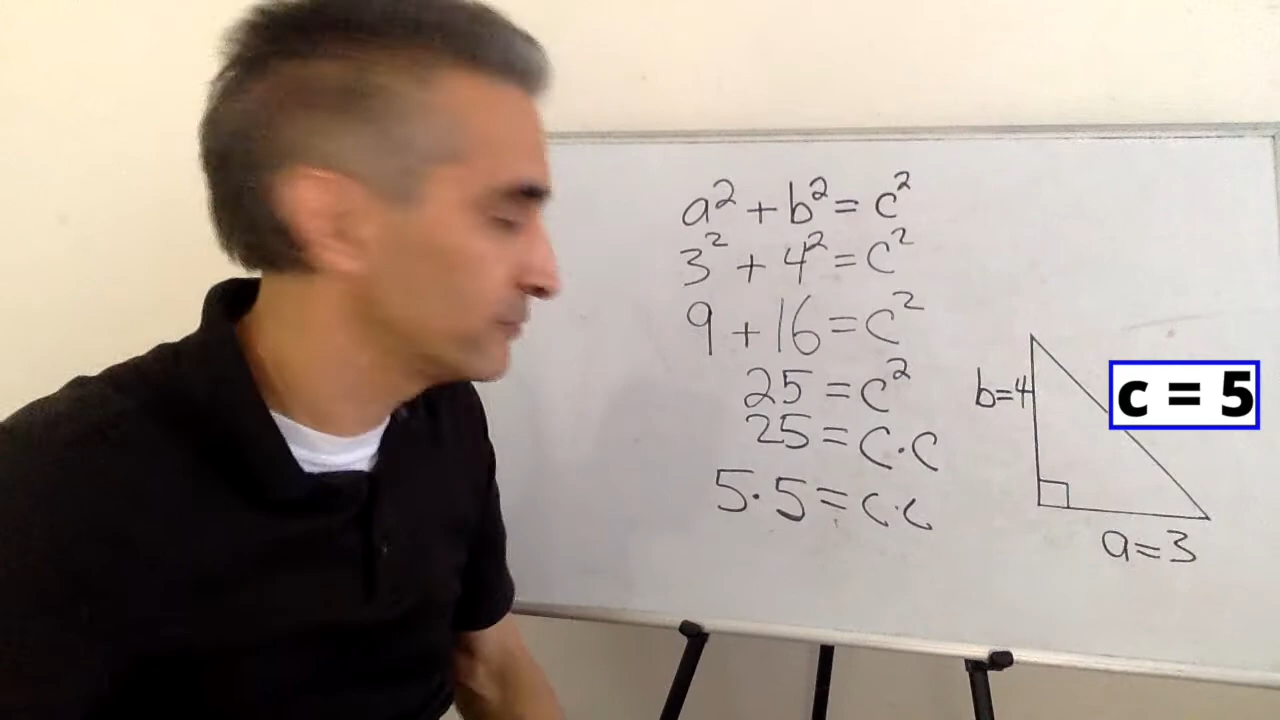 a² + b² = c²
3² + 4² = c²
9 + 16 = c²
25 = c²
25 = c·c
5·5 = c·c
b=4
c = 5
a=3